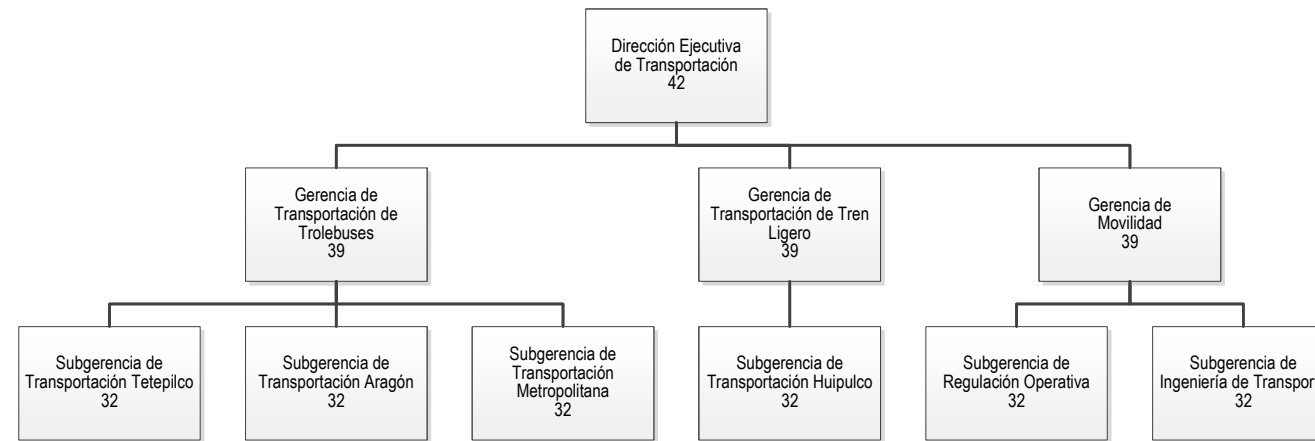 Dirección Ejecutiva
de Transportación
42
Gerencia de
Transportación de
Trolebuses
39
Gerencia de
Transportación de Tren
Ligero
39
Gerencia de
Movilidad
39
Subgerencia de
Transportación Tetepilco
32
Subgerencia de
Transportación Aragón
32
Subgerencia de
Transportación
Metropolitana
32
Subgerencia de
Transportación Huipulco
32
Subgerencia de
Regulación Operativa
32
Subgerencia de
Ingeniería de Transpor
32